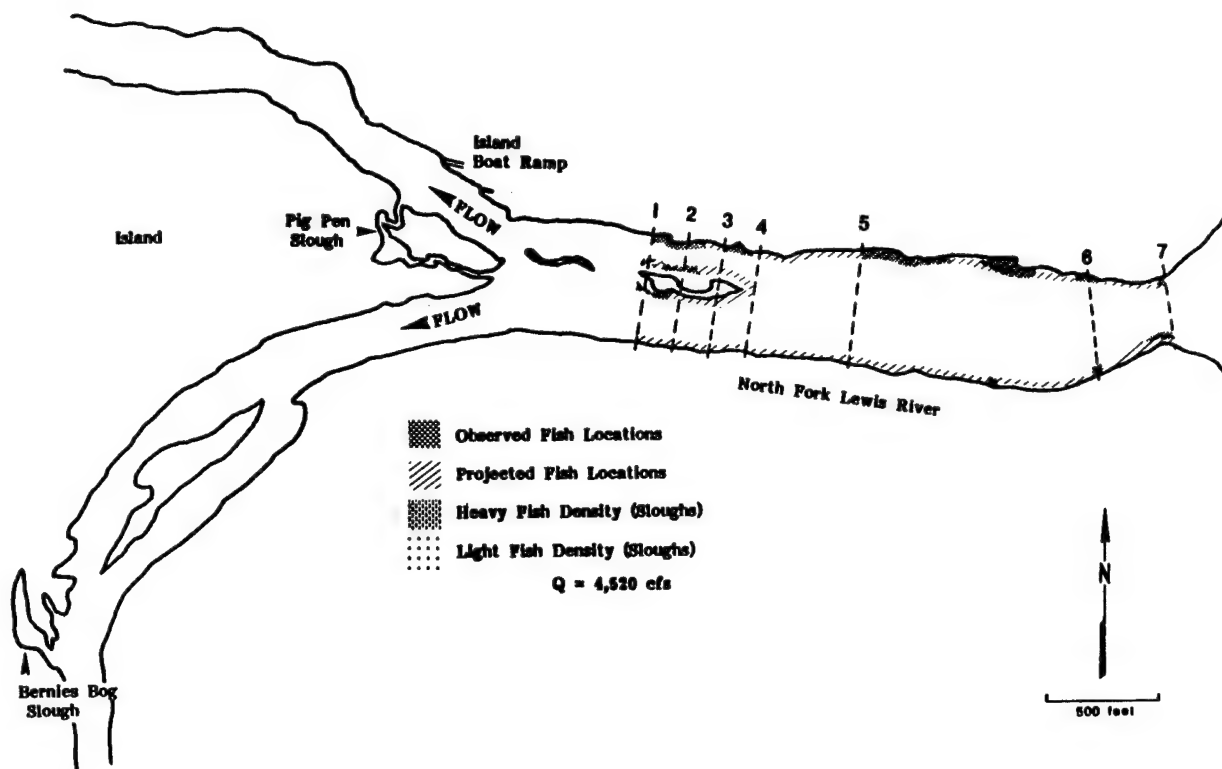 Island
Boat Ramp
FLOW
Pig Pen
Slough
Island
FLOW
1
2
3
4
5
6
7
North Fork Lewis River
Observed Fish Locations
Projected Fish Locations
Heavy Fish Density (Sloughs)
Light Fish Density (Sloughs)
Q = 4,520 cfs
N
500 feet
Bernies Bog
Slough